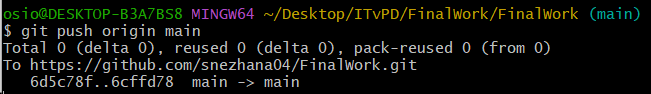 osio@DESKTOP-B3A7BS8 MINGW64 ~/Desktop/ITvPD/FinalWork/FinalWork (main)
$ git push origin main
Total 0 (delta 0), reused 0 (delta 0), pack-reused 0 (from 0)
To https://github.com/snezhana04/FinalWork.git
   6d5c78f..6cffd78  main -> main